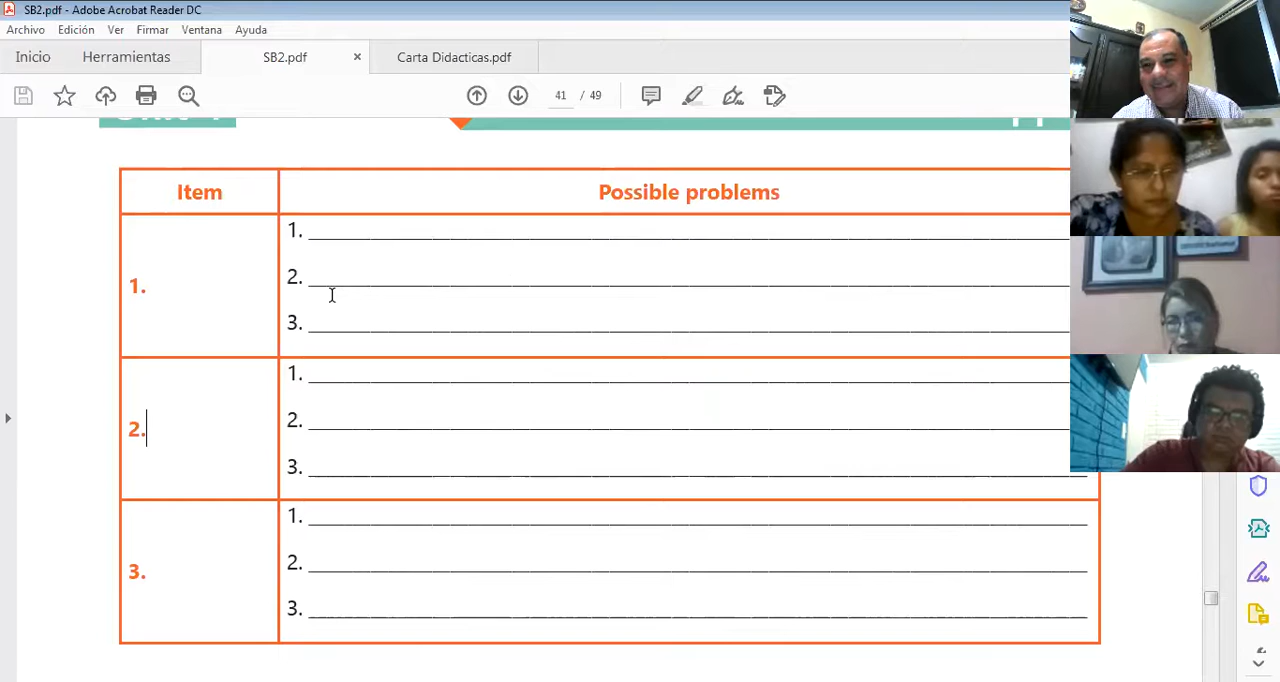 SB2.pdf - Adobe Acrobat Reader DC
Archivo Edición Ver Firmar Ventana Ayuda
Inicio Herramientas SB2.pdf × Carta Didacticas.pdf
41 / 49
Item Possible problems
1.
1.
2.
3.
2.
1.
2.
3.
3.
1.
2.
3.